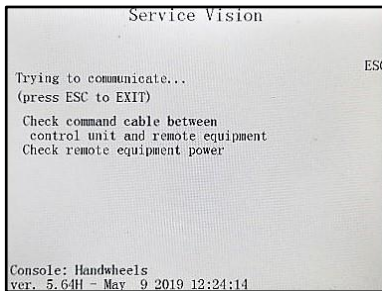 Service Vision
ESC
Trying to communicate...
(press ESC to EXIT)
Check command cable between
control unit and remote equipment
Check remote equipment power
Console: Handwheels
ver. 5.64H - May 9 2019 12:24:14